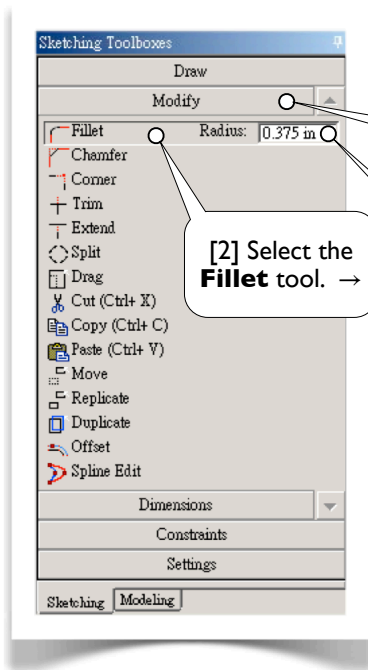 Sketching Toolboxes
Draw
Modify
Fillet Radius: 0.375 in
Chamfer
Corner
Trim
Extend
Split
[2] Select the
Fillet tool. →
Drag
Cut (Ctrl+ X)
Copy (Ctrl+ C)
Paste (Ctrl+ V)
Move
Replicate
Duplicate
Offset
Spline Edit
Dimensions
Constraints
Settings
Sketching Modeling